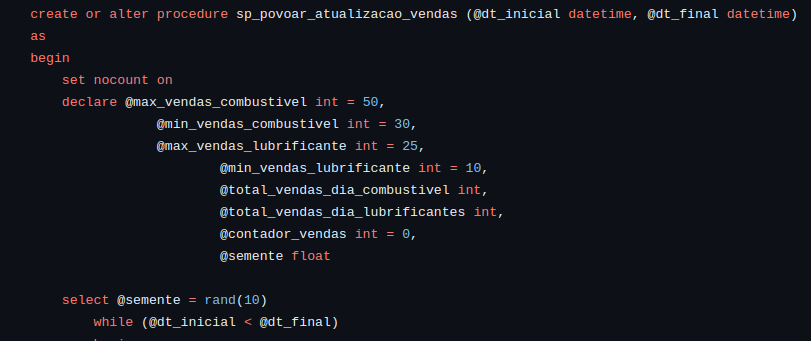 create or alter procedure sp_povoar_atualizacao_vendas (@dt_inicial datetime, @dt_final datetime)
as
begin
set nocount on
declare @max_vendas_combustivel int = 50,
@min_vendas_combustivel int = 30,
@max_vendas_lubrificante int = 25,
@min_vendas_lubrificante int = 10,
@total_vendas_dia_combustivel int,
@total_vendas_dia_lubrificantes int,
@contador_vendas int = 0,
@semente float
select @semente = rand(10)
while (@dt_inicial < @dt_final)